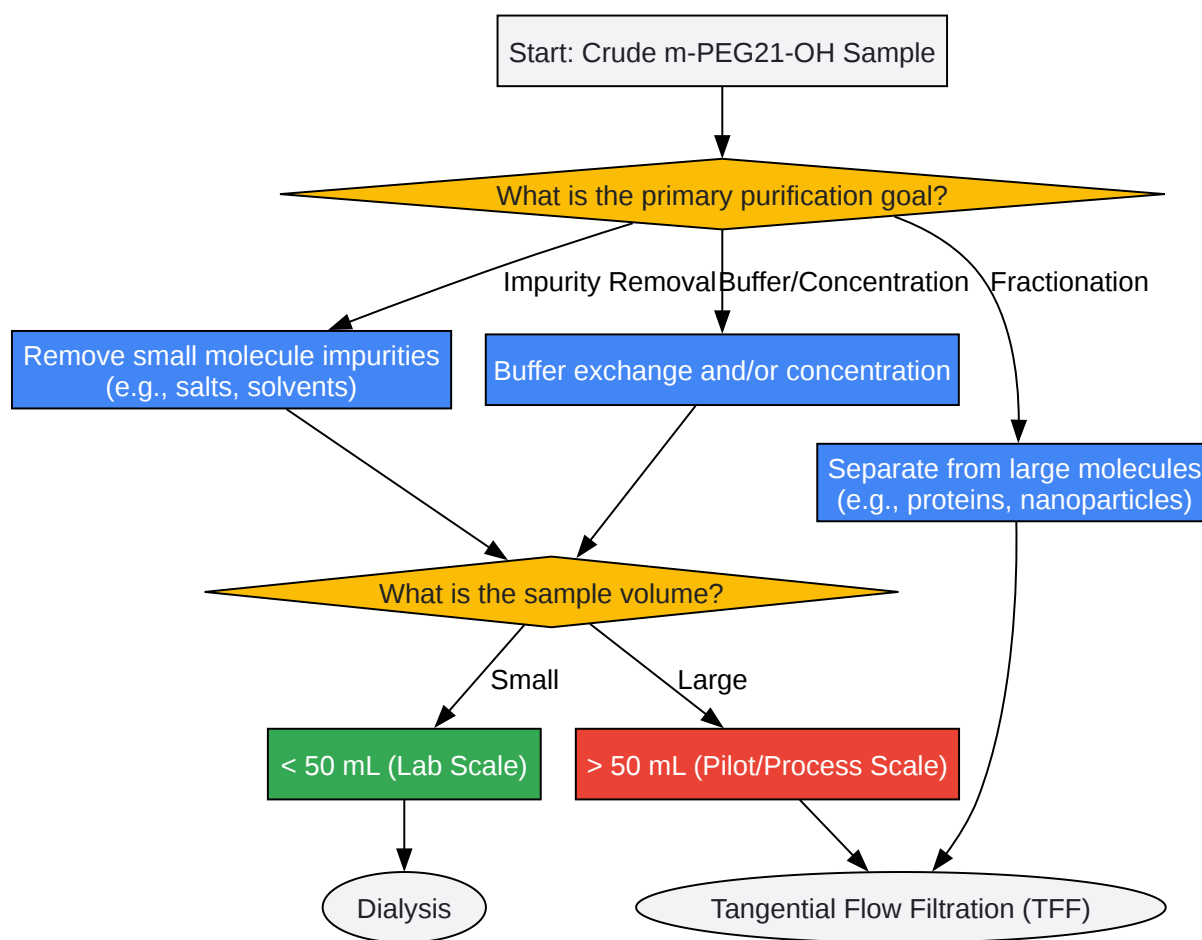 Start: Crude m-PEG21-OH Sample
What is the primary purification goal?
Impurity Removal
Buffer/Concentration
Fractionation
Remove small molecule impurities
(e.g., salts, solvents)
Buffer exchange and/or concentration
Separate from large molecules
(e.g., proteins, nanoparticles)
What is the sample volume?
Small
Large
< 50 mL (Lab Scale)
> 50 mL (Pilot/Process Scale)
Dialysis
Tangential Flow Filtration (TFF)